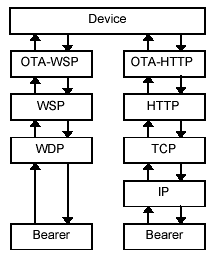 Device
OTA-WSP OTA-HTTP
WSP HTTP
WDP TCP
IP
Bearer Bearer